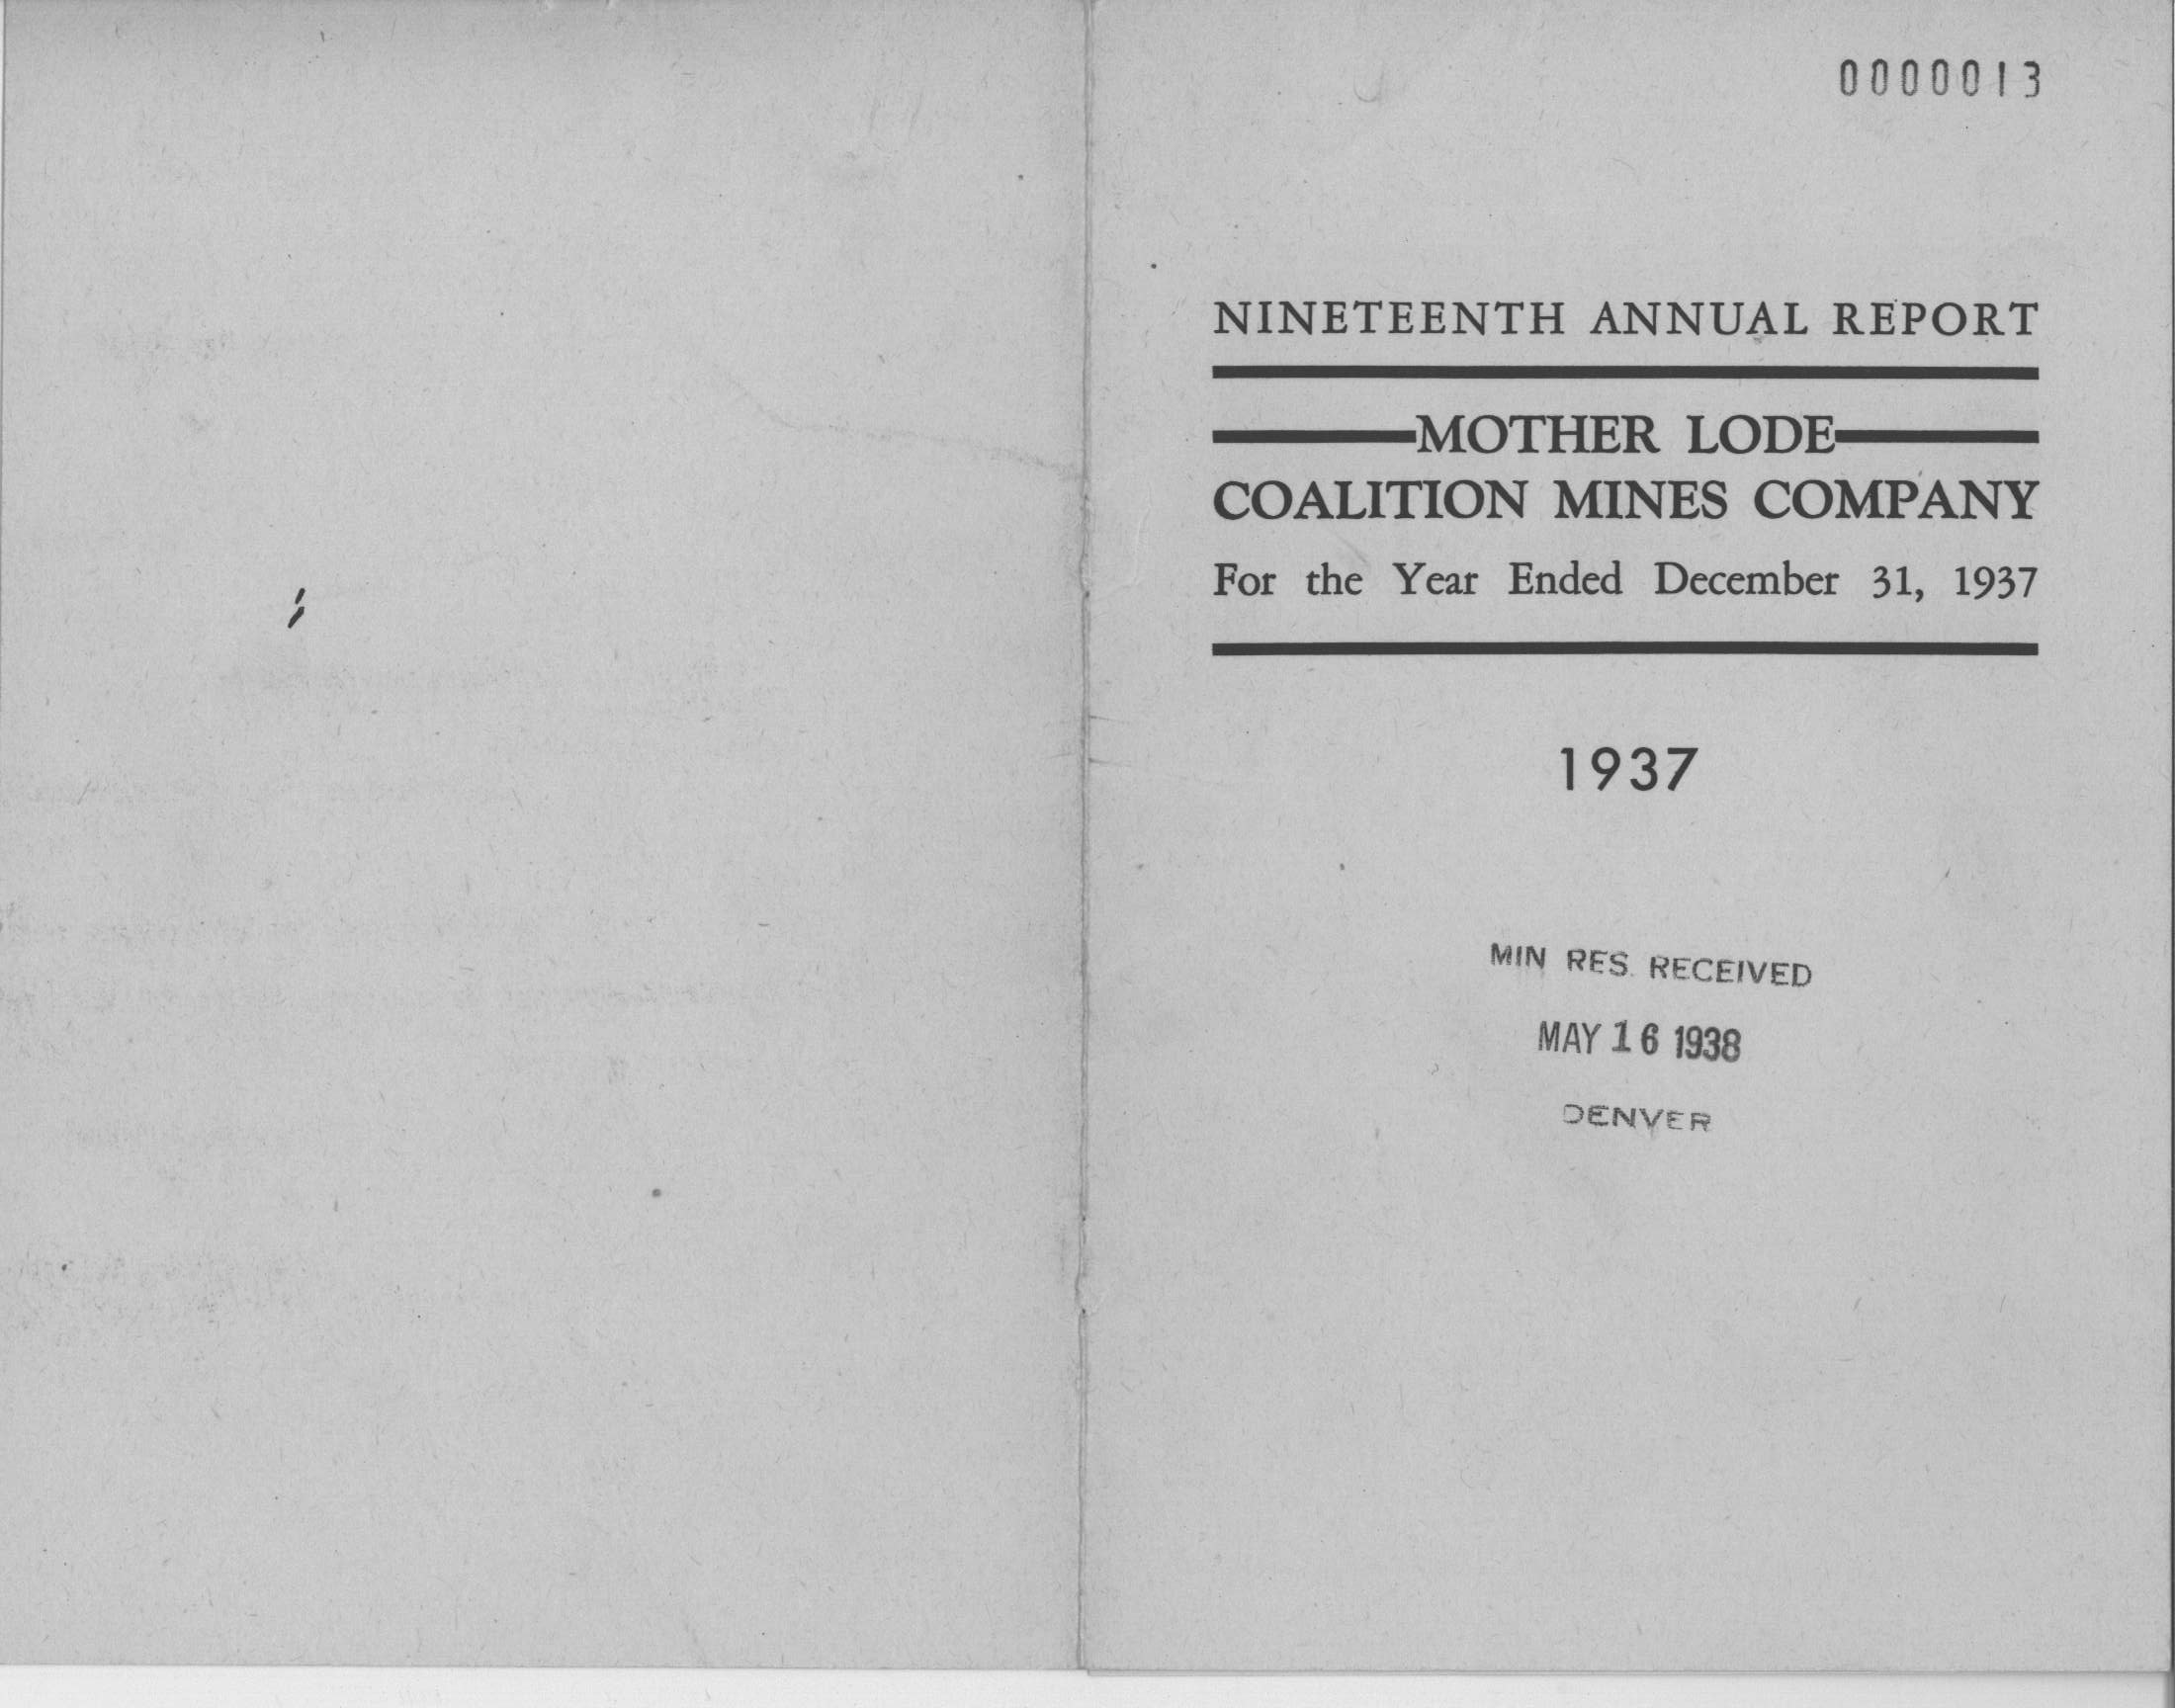 0000013
NINETEENTH ANNUAL REPORT
MOTHER LODE
COALITION MINES COMPANY
For the Year Ended December 31, 1937
1937
MIN RES. RECEIVED
MAY 16 1938
DENVER